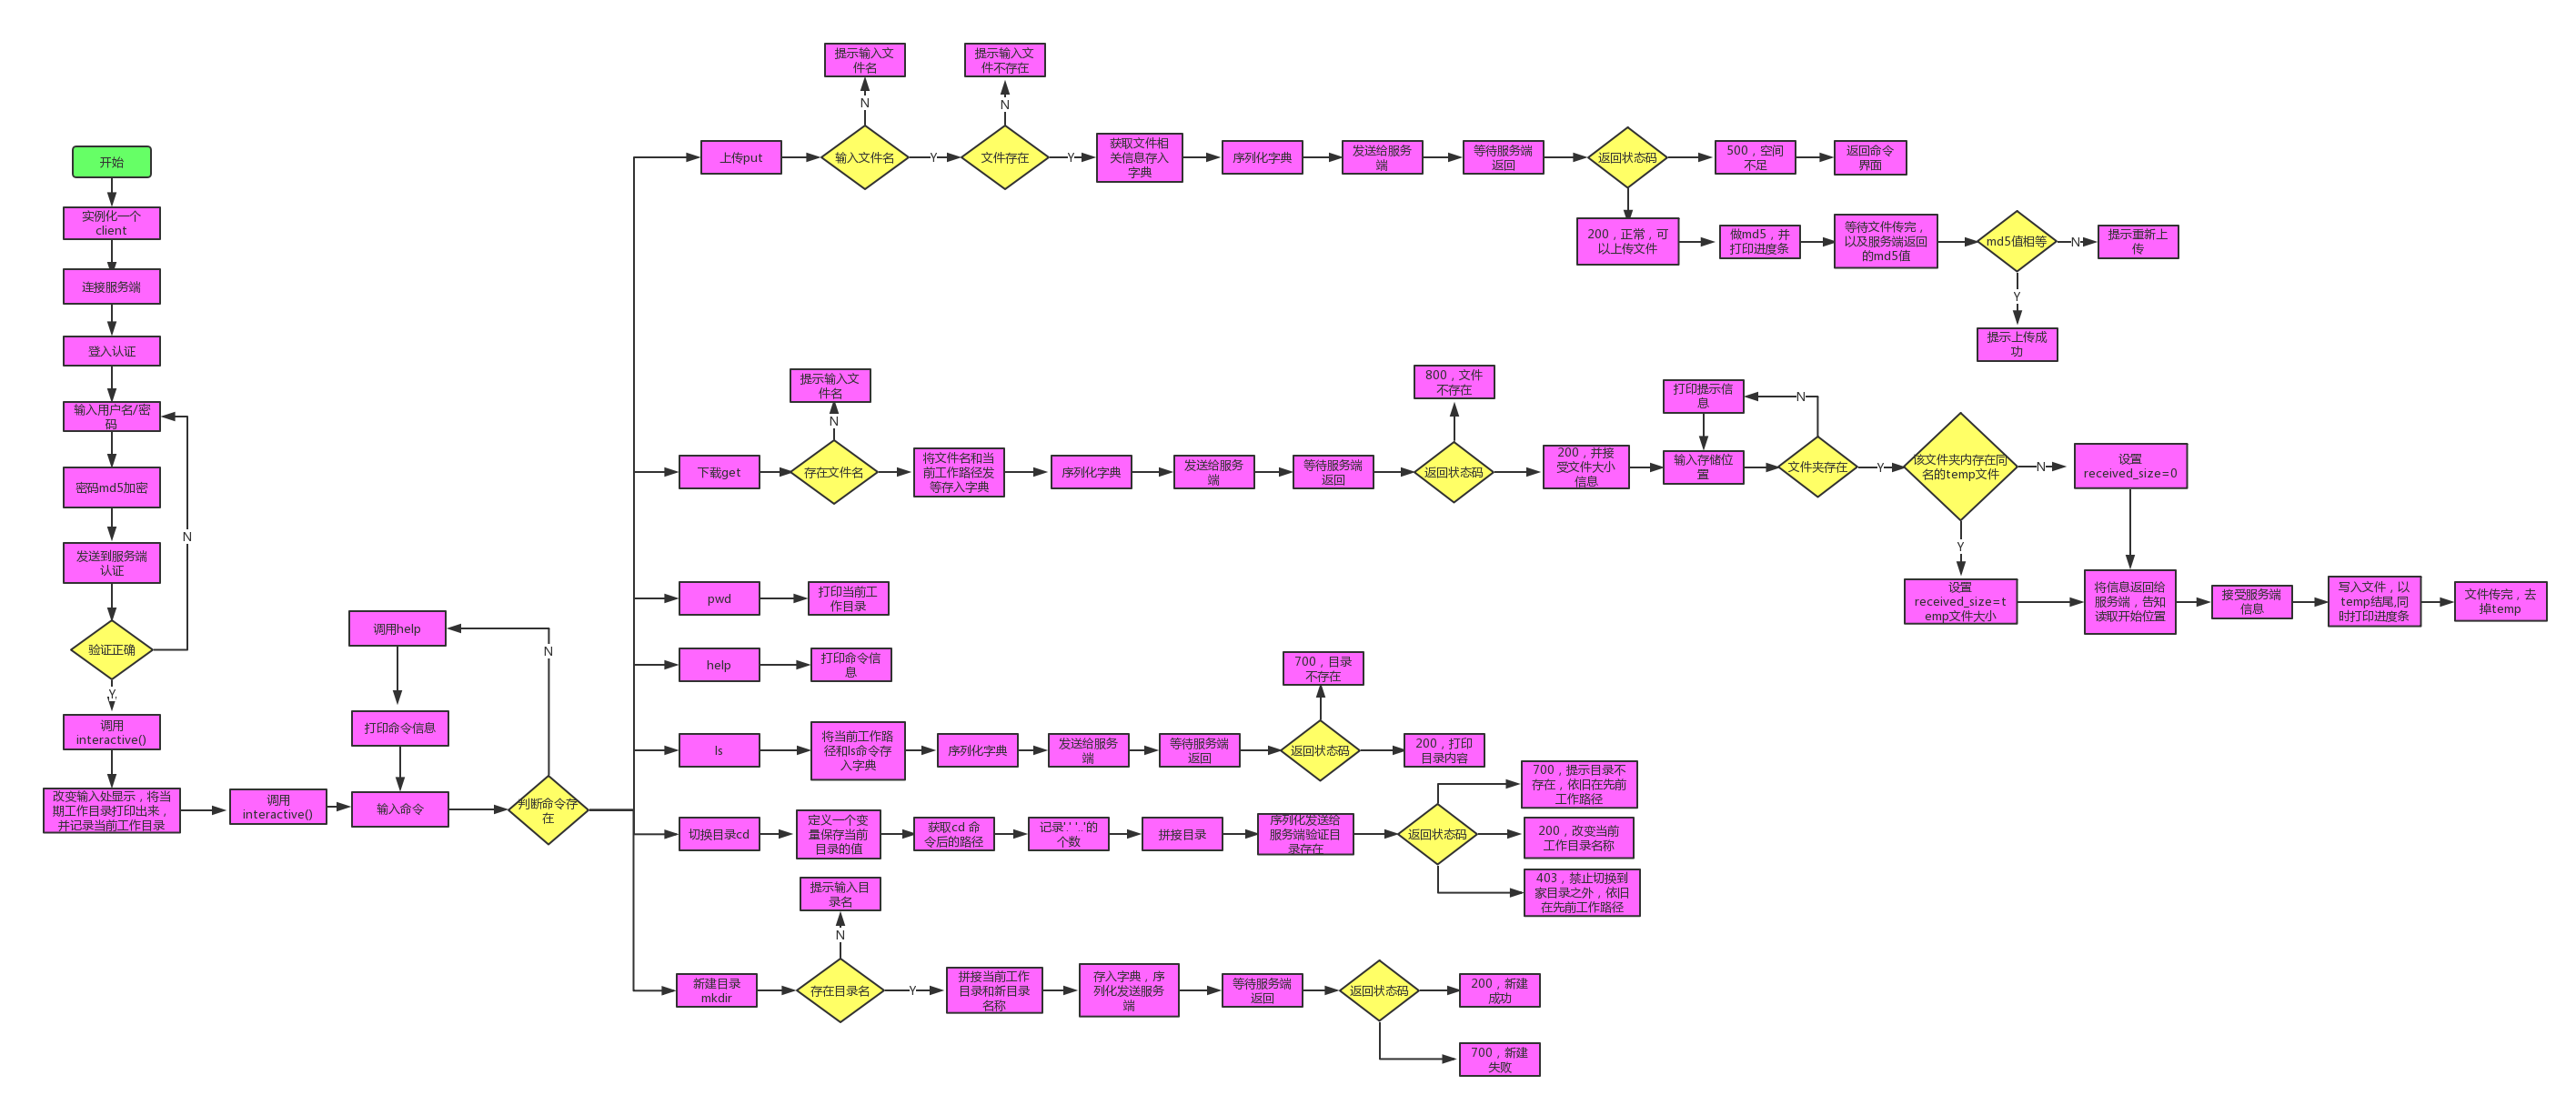 开始
实例化一个
client
连接服务端
登入认证
输入用户名/密
码
密码md5加密
发送到服务端
认证
N
验证正确
Y
调用
interactive()
改变输入处显示，将当
期工作目录打印出来，
并记录当前工作目录
调用
interactive()
调用help
打印命令信息
输入命令
N
判断命令存
在
上传put
提示输入文
件名
N
输入文件名
Y
提示输入文
件不存在
N
文件存在
Y
获取文件相
关信息存入
字典
序列化字典
发送给服务
端
等待服务端
返回
返回状态码
500，空间
不足
返回命令
界面
200，正常，可
以上传文件
做md5，并
打印进度条
等待文件传完，
以及服务端返回
的md5值
md5值相等
N
提示重新上
传
Y
提示上传成
功
下载get
提示输入文
件名
N
存在文件名
将文件名和当
前工作路径发
等存入字典
序列化字典
发送给服务
端
等待服务端
返回
800，文件
不存在
返回状态码
200，并接
受文件大小
信息
打印提示信
息
输入存储位
置
N
文件夹存在
Y
该文件夹内存在同
名的temp文件
N
设置
received_size=0
Y
设置
received_size=t
emp文件大小
将信息返回给
服务端，告知
读取开始位置
接受服务端
信息
写入文件，以
temp结尾,同
时打印进度条
文件传完，去
掉temp
pwd
打印当前工
作目录
help
打印命令信
息
ls
将当前工作路
径和ls命令存
入字典
序列化字典
发送给服务
端
等待服务端
返回
700，目录
不存在
返回状态码
200，打印
目录内容
切换目录cd
定义一个变
量保存当前
目录的值
获取cd 命
令后的路径
记录'.' '..'的
个数
拼接目录
序列化发送给
服务端验证目
录存在
返回状态码
700，提示目录不
存在，依旧在先前
工作路径
200，改变当前
工作目录名称
403，禁止切换到
家目录之外，依旧
在先前工作路径
新建目录
mkdir
提示输入目
录名
N
存在目录名
Y
拼接当前工作
目录和新目录
名称
存入字典，序
列化发送服务
端
等待服务端
返回
返回状态码
200，新建
成功
700，新建
失败